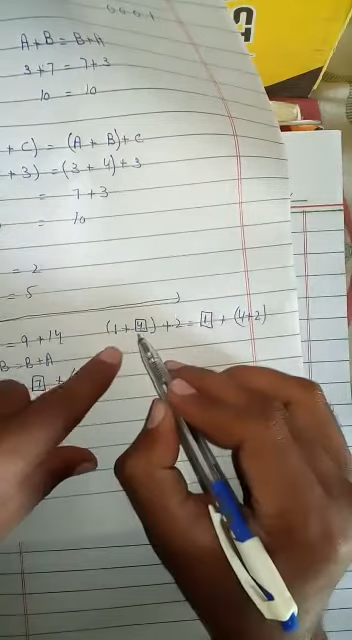 A+B = B+A
3+7 = 7+3
10 = 10
+ C) = (A + B)+c
+ 3) = (3 + 4)+3
= 7+3
= 10
= 2
= 5
= 9 +14
(1 + 4) +2 = 1 + (4+2)
B = B+A
7 +